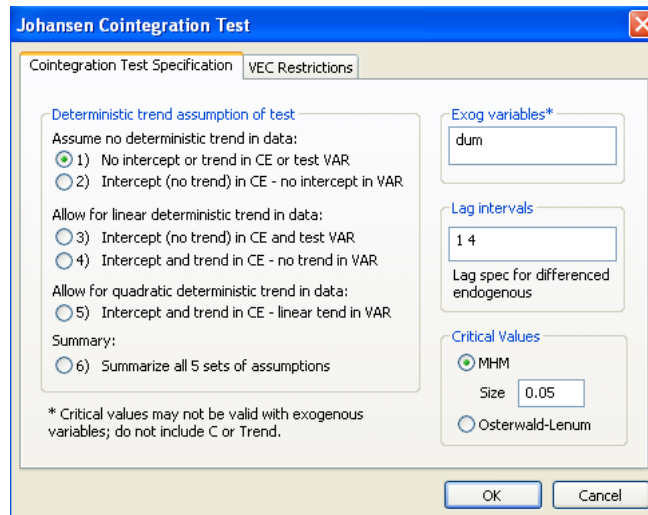 Johansen Cointegration Test
Cointegration Test Specification
VEC Restrictions
Deterministic trend assumption of test
Assume no deterministic trend in data:
1) No intercept or trend in CE or test VAR
2) Intercept (no trend) in CE - no intercept in VAR
Allow for linear deterministic trend in data:
3) Intercept (no trend) in CE and test VAR
4) Intercept and trend in CE - no trend in VAR
Allow for quadratic deterministic trend in data:
5) Intercept and trend in CE - linear tend in VAR
Summary:
6) Summarize all 5 sets of assumptions
* Critical values may not be valid with exogenous
variables; do not include C or Trend.
Exog variables*
dum
Lag intervals
1 4
Lag spec for differenced
endogenous
Critical Values
MHM
Size 0.05
Osterwald-Lenum
OK
Cancel